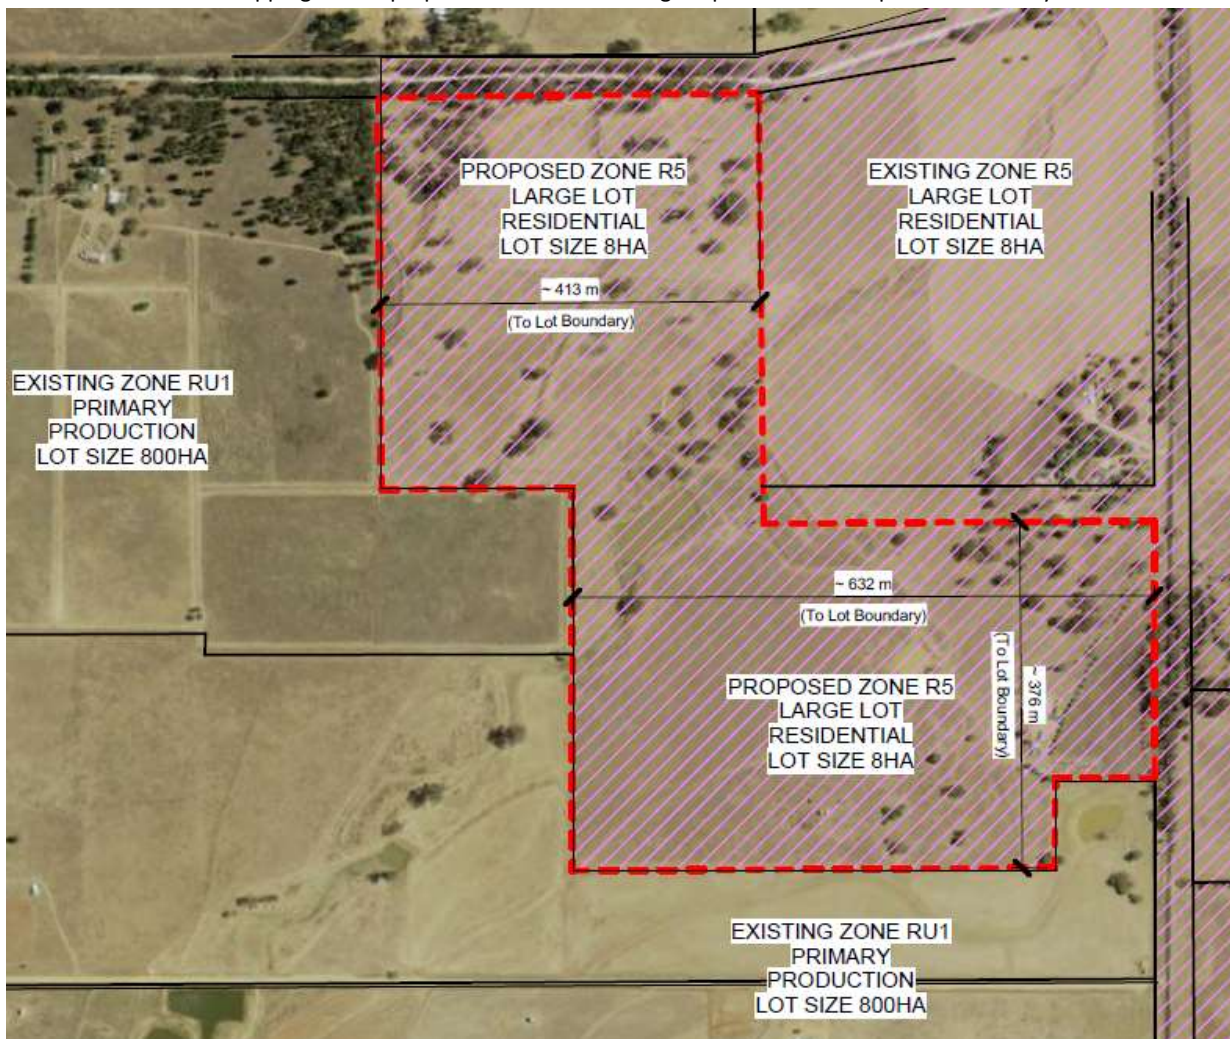 PROPOSED ZONE R5
LARGE LOT
RESIDENTIAL
LOT SIZE 8HA
EXISTING ZONE R5
LARGE LOT
RESIDENTIAL
LOT SIZE 8HA
~ 413 m
(To Lot Boundary)
EXISTING ZONE RU1
PRIMARY
PRODUCTION
LOT SIZE 800HA
~ 632 m
(To Lot Boundary)
~ 376 m
(To Lot Boundary)
PROPOSED ZONE R5
LARGE LOT
RESIDENTIAL
LOT SIZE 8HA
EXISTING ZONE RU1
PRIMARY
PRODUCTION
LOT SIZE 800HA